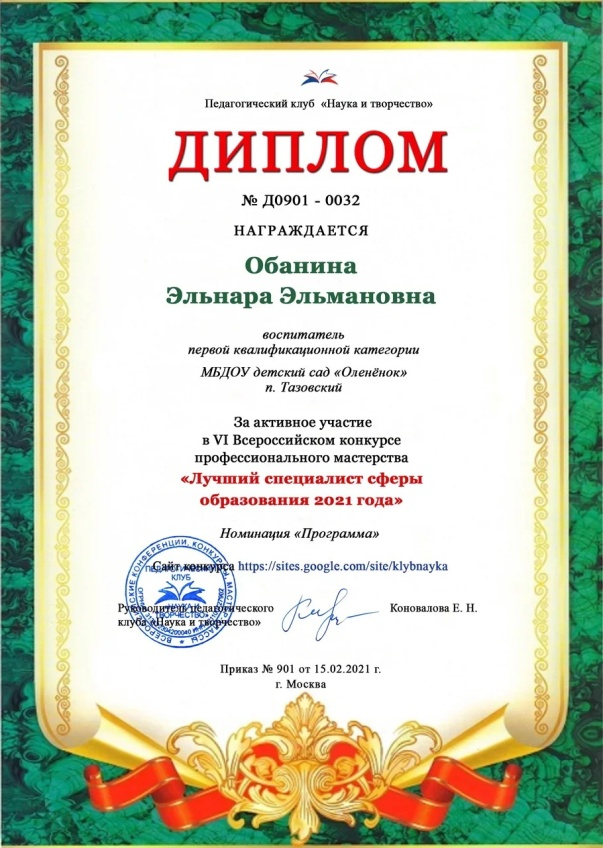 Педагогический клуб «Наука и творчество»
ДИПЛОМ
№ Д0901 - 0032
НАГРАЖДАЕТСЯ
Обанина
Эльнара Эльмановна
воспитатель
первой квалификационной категории
МБДОУ детский сад «Оленёнок»
п. Тазовский
За активное участие
в VI Всероссийском конкурсе
профессионального мастерства
«Лучший специалист сферы
образования 2021 года»
Номинация «Программа»
Сайт конкурса https://sites.google.com/site/klybnayka
Руководитель педагогического
клуба «Наука и творчество»
Коновалова Е. Н.
ВСЕРОССИЙСКИЕ КОНФЕРЕНЦИИ, КОНКУРСЫ, МАСТЕР-КЛАССЫ
ПЕДАГОГИЧЕСКИЙ
КЛУБ
«НАУКА И
ТВОРЧЕСТВО»
Приказ № 901 от 15.02.2021 г.
г. Москва